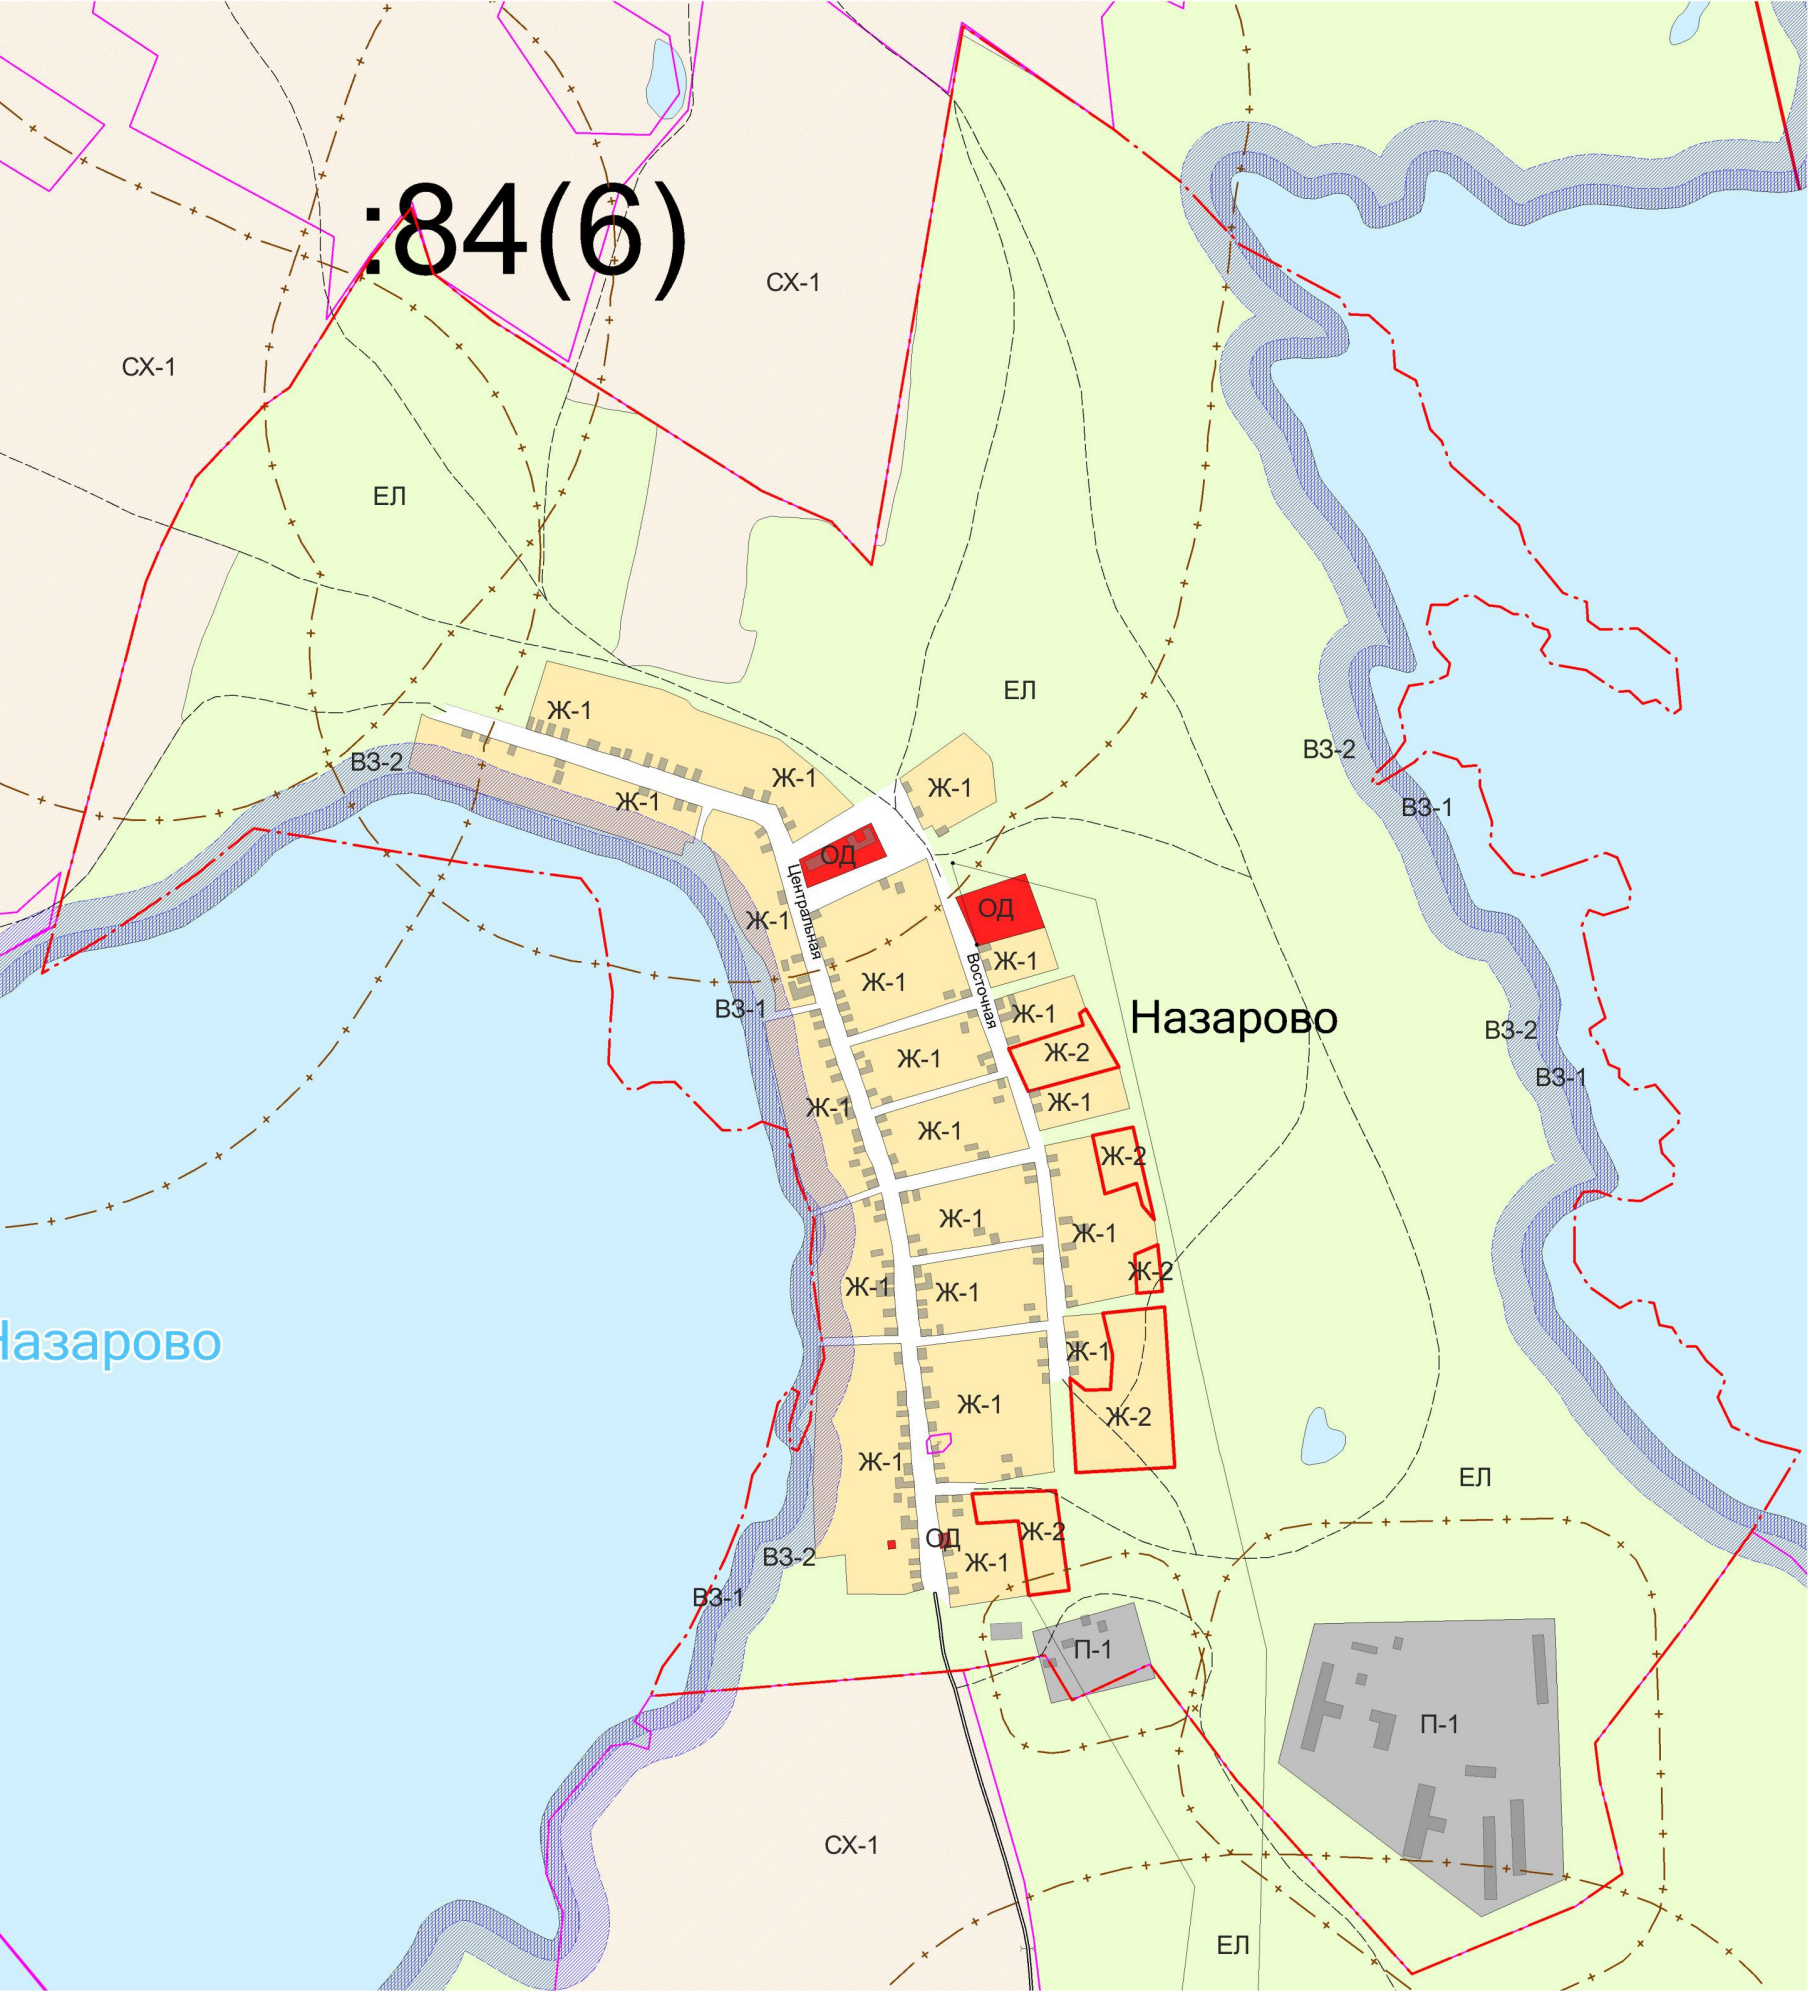 :84(6)
СХ-1
СХ-1
ЕЛ
ЕЛ
Ж-1
ВЗ-2
ВЗ-2
Ж-1
Ж-1
Ж-1
ВЗ-1
ОД
Центральная
ОД
Ж-1
Ж-1
Восточная
Ж-1
ВЗ-1
Ж-1
Назарово
ВЗ-2
Ж-1
Ж-2
ВЗ-1
Ж-1
Ж-1
Ж-1
Ж-2
Ж-1
Ж-1
Ж-2
Ж-1
Ж-1
Назарово
Ж-1
Ж-1
Ж-2
Ж-1
ЕЛ
Ж-2
ОД
ВЗ-2
Ж-1
ВЗ-1
П-1
П-1
СХ-1
ЕЛ